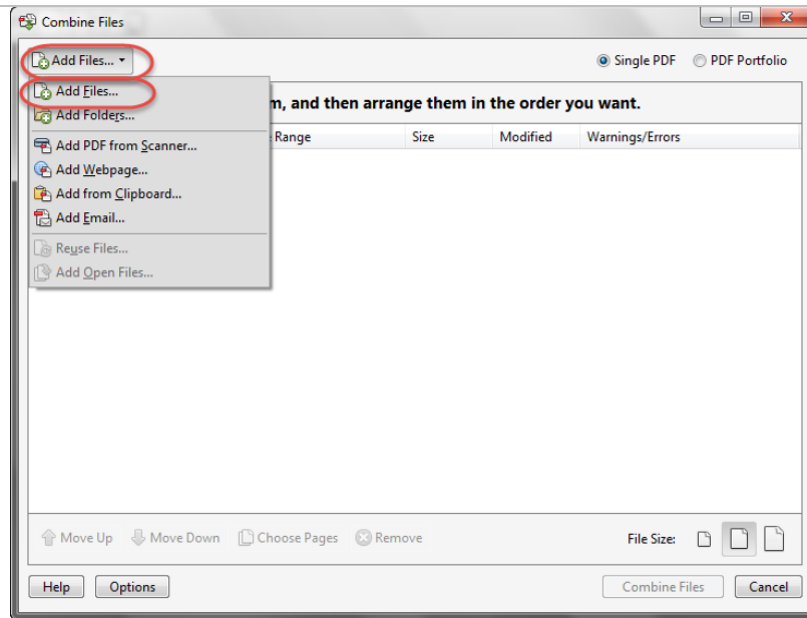 Combine Files
Add Files...
Single PDF PDF Portfolio
Add Files...
Add Folders...
Add PDF from Scanner...
Add Webpage...
Add from Clipboard...
Add Email...
Reuse Files...
Add Open Files...
, and then arrange them in the order you want.
Range Size Modified Warnings/Errors
Move Up Move Down Choose Pages Remove File Size:
Help Options Combine Files Cancel